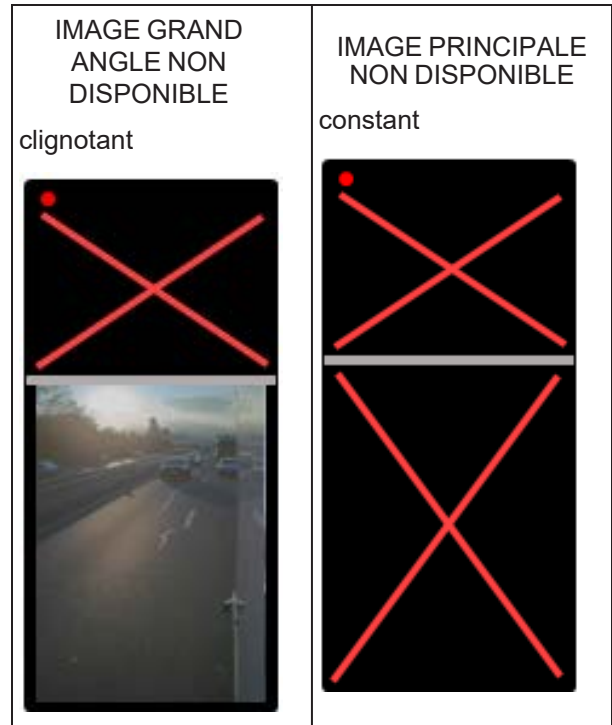 IMAGE GRAND
ANGLE NON
DISPONIBLE
clignotant
IMAGE PRINCIPALE
NON DISPONIBLE
constant